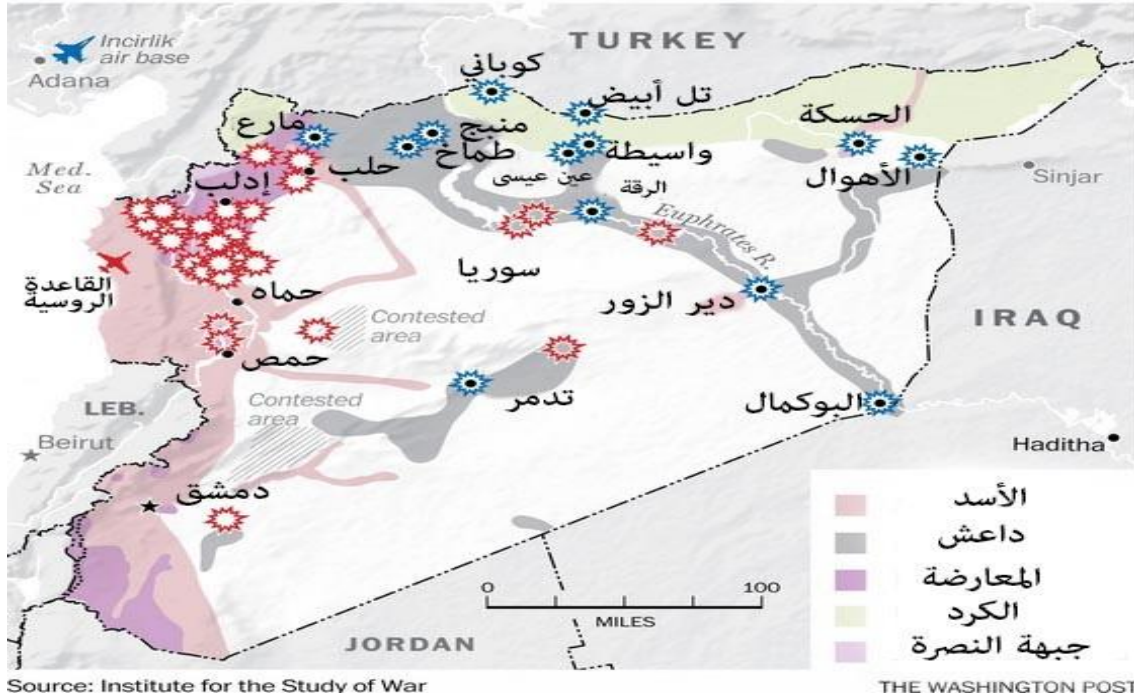 Incirlik
air base
Adana
TURKEY
كوباني
تل أبيض
الحسكة
مارع
منبج
طماخ
واسيطة
حلب
عين عيسى
الأهوال
Sinjar
Med.
Sea
إدلب
الرقة
Euphrates R.
القاعدة
الروسية
سوريا
حماه
دير الزور
IRAQ
Contested
area
حمص
تدمر
البوكمال
LEB.
Contested
area
Beirut
Haditha
دمشق
الأسد
داعش
المعارضة
الكرد
جبهة النصرة
0
100
MILES
JORDAN
Source: Institute for the Study of War
THE WASHINGTON POST